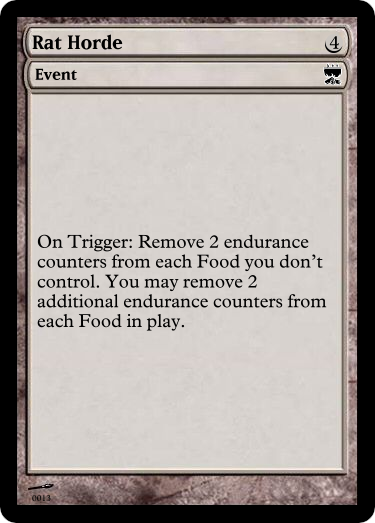 Rat Horde 4
Event
On Trigger: Remove 2 endurance
counters from each Food you don't
control. You may remove 2
additional endurance counters from
each Food in play.
0013